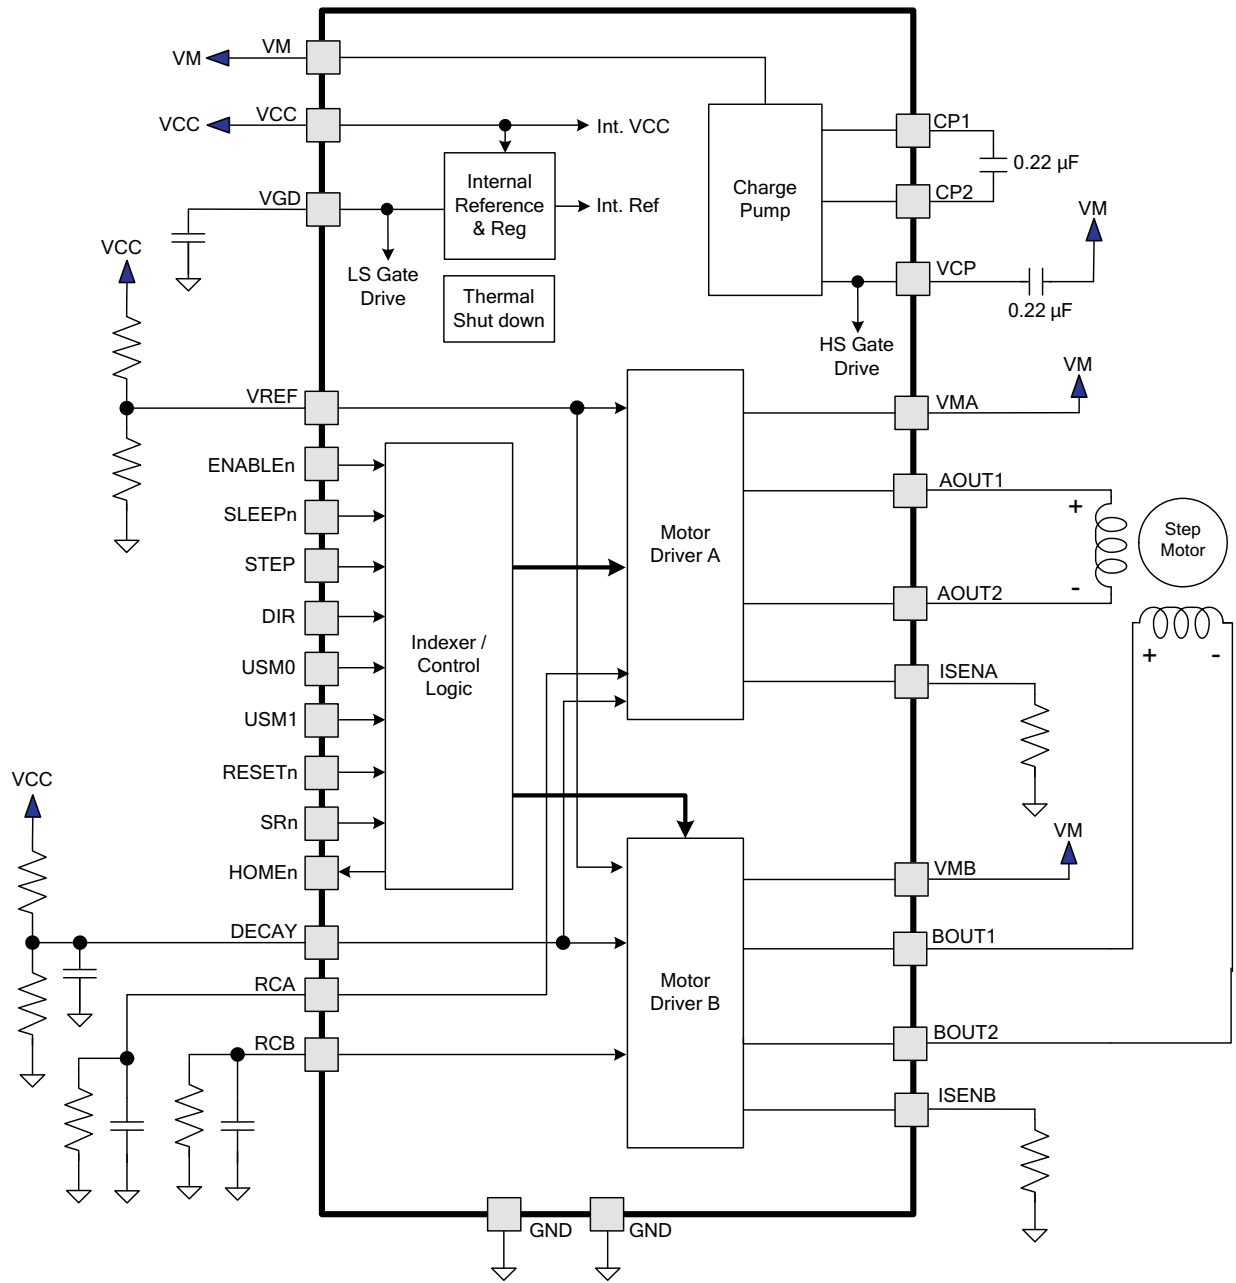 VM
VM
VCC
VCC
Int. VCC
Internal
Reference
& Reg
Int. Ref
VGD
LS Gate
Drive
Thermal
Shut down
Charge
Pump
CP1
0.22 µF
CP2
VM
VCP
0.22 µF
HS Gate
Drive
VCC
VREF
ENABLEn
SLEEPn
STEP
DIR
USM0
USM1
RESETn
SRn
HOMEn
Indexer /
Control
Logic
Motor
Driver A
VM
VMA
AOUT1
+
-
AOUT2
Step
Motor
+
-
ISENA
VCC
DECAY
RCA
RCB
Motor
Driver B
VM
VMB
BOUT1
BOUT2
ISENB
GND
GND